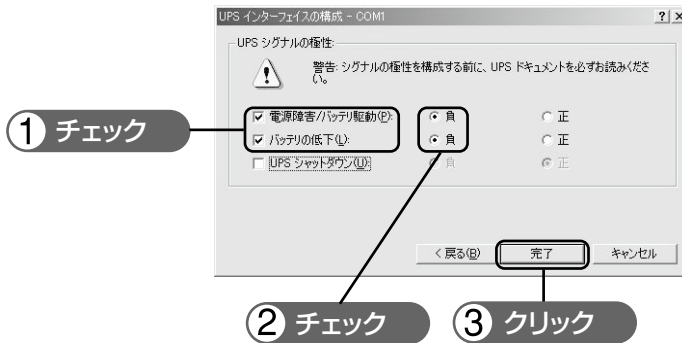 UPS インターフェイスの構成 - COM1
UPS シグナルの極性:
警告: シグナルの極性を構成する前に、UPS ドキュメントを必ずお読みくださ
い。
電源障害/バッテリ駆動(P): 負 正
① チェック
バッテリの低下(L): 負 正
UPS シャットダウン(U): 負 正
< 戻る(B) 完了 キャンセル
② チェック ③ クリック